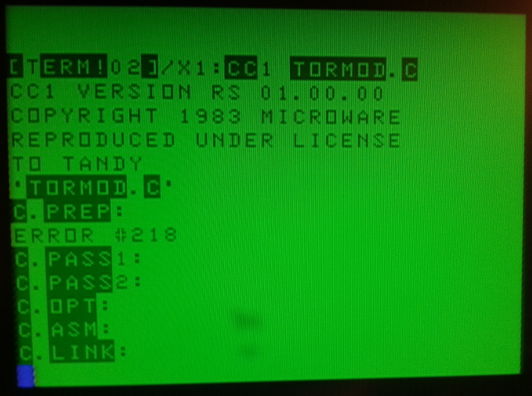 [TERM!02]/X1:CC1 TORMOD.C
CC1 VERSION RS 01.00.00
COPYRIGHT 1983 MICROWARE
REPRODUCED UNDER LICENSE
TO TANDY
'TORMOD.C'
C.PREP:
ERROR #218
C.PASS1:
C.PASS2:
C.OPT:
C.ASM:
C.LINK: